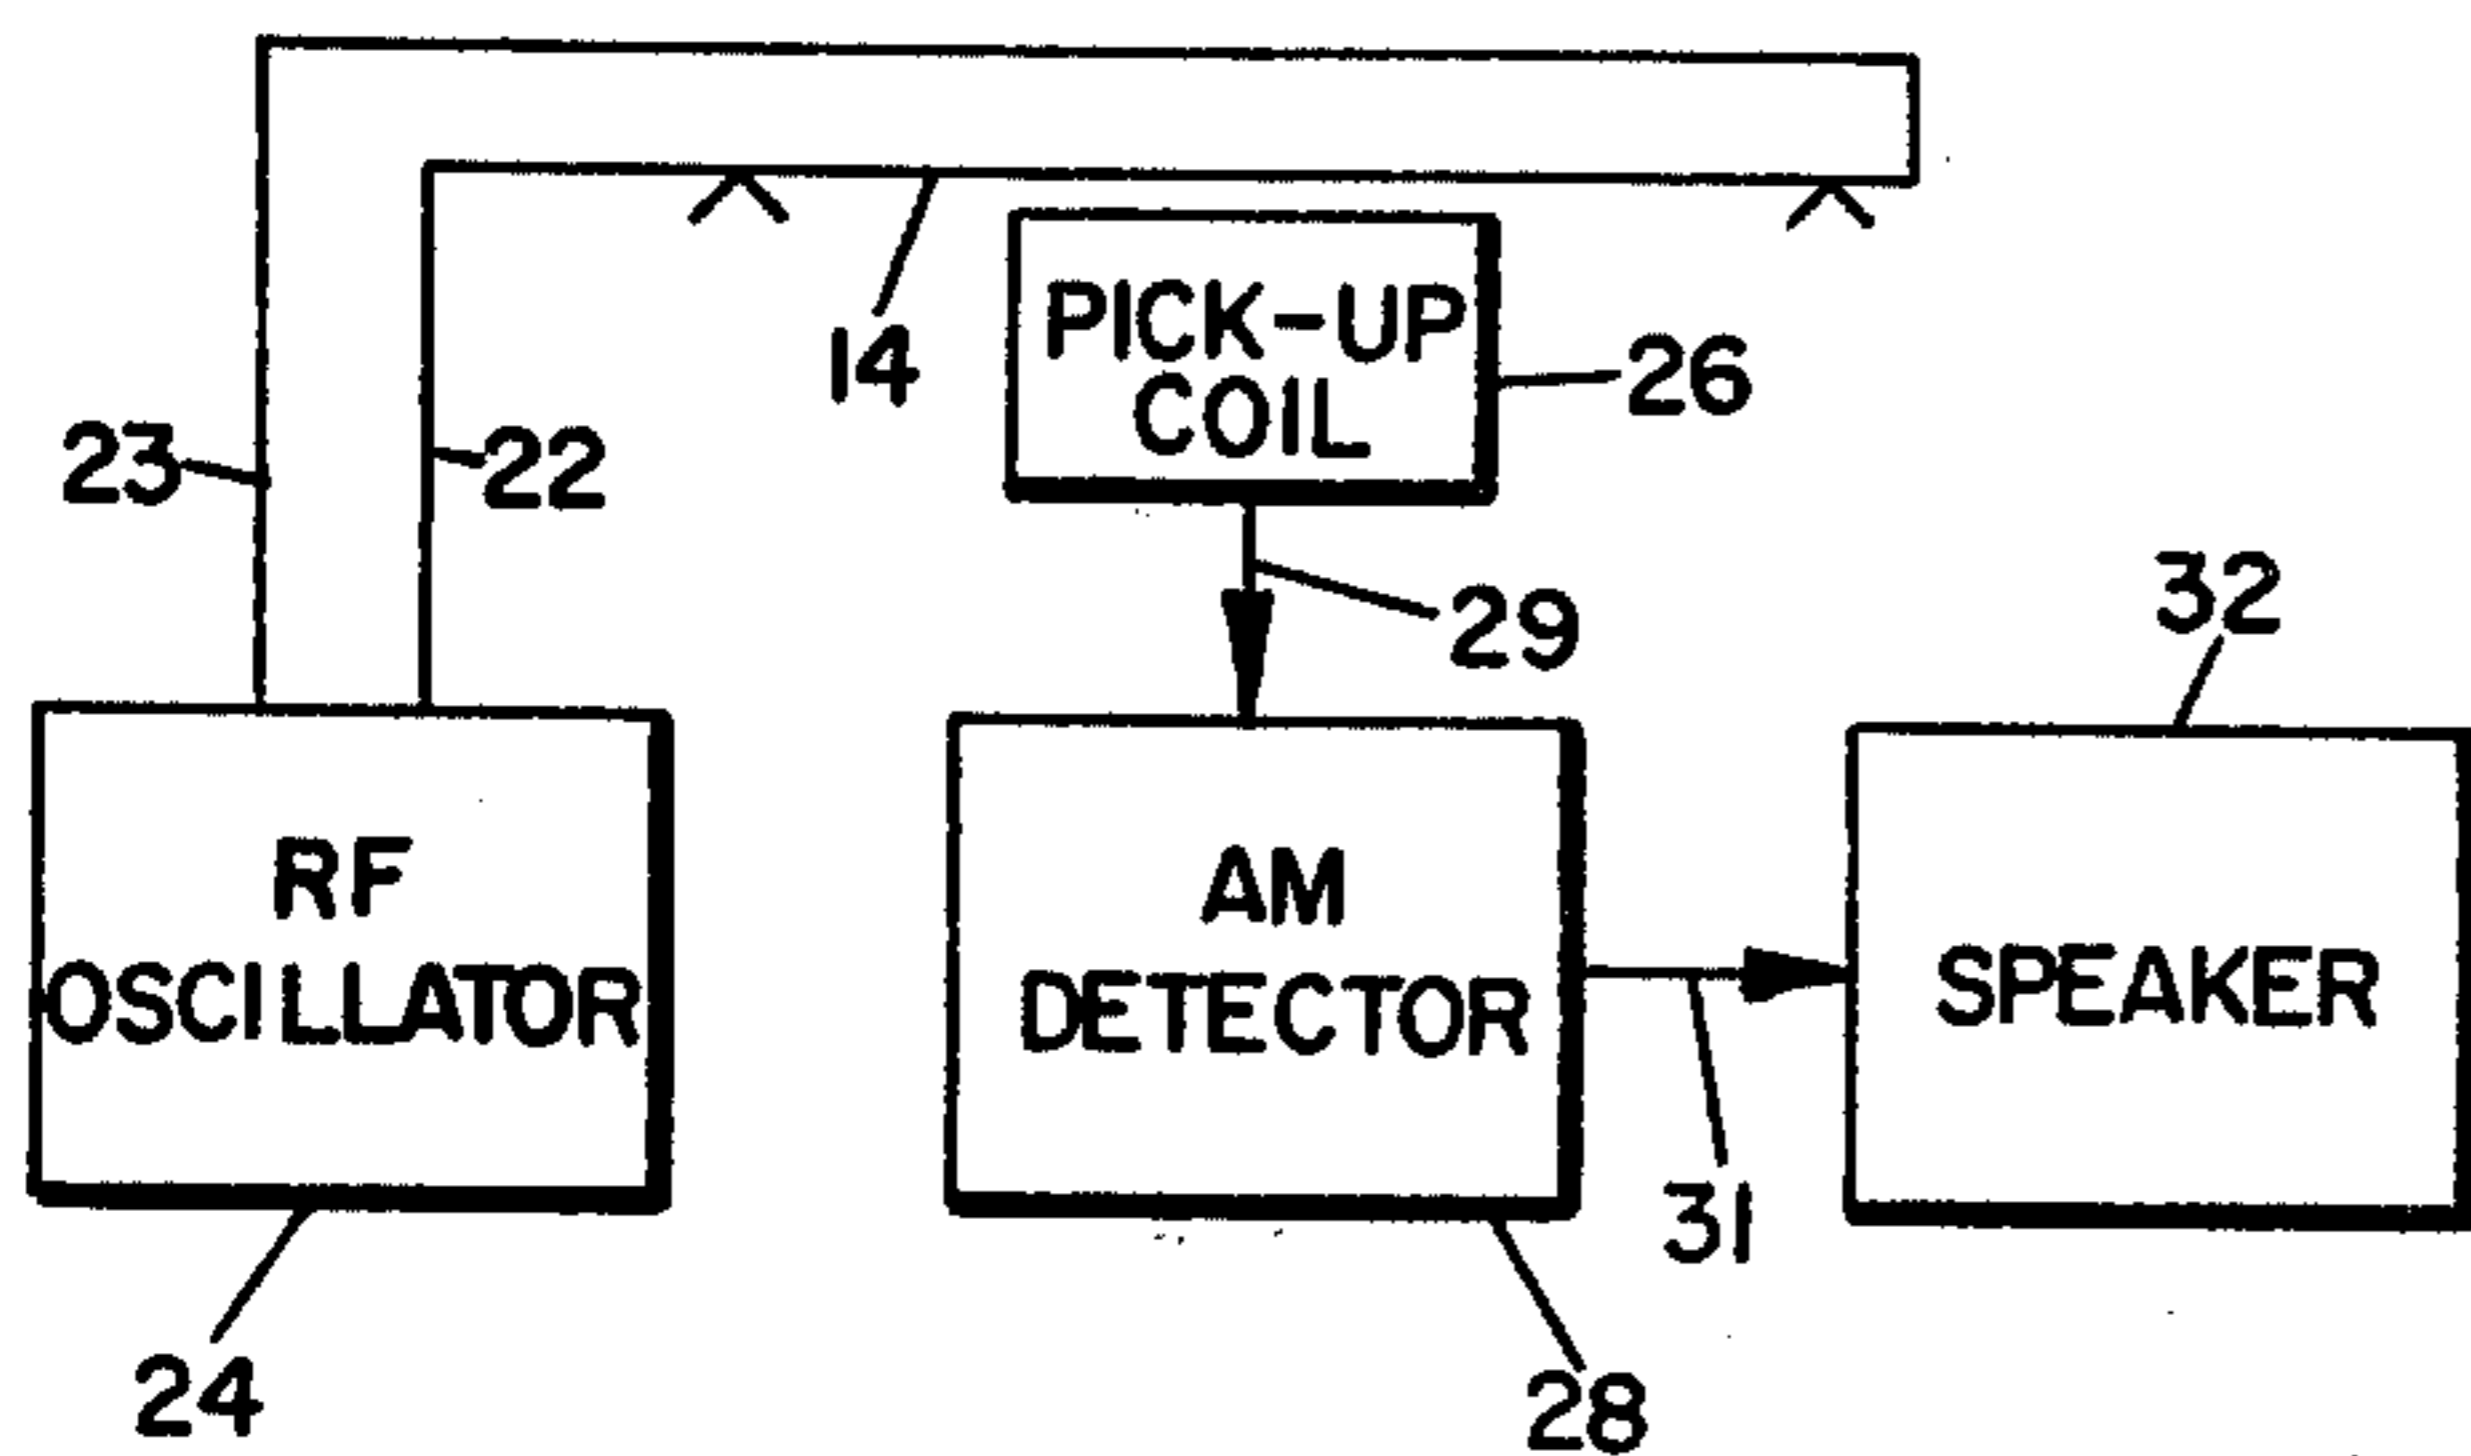 14
PICK-UP
COIL
26
23
22
29
32
RF
OSCILLATOR
AM
DETECTOR
SPEAKER
31
24
28